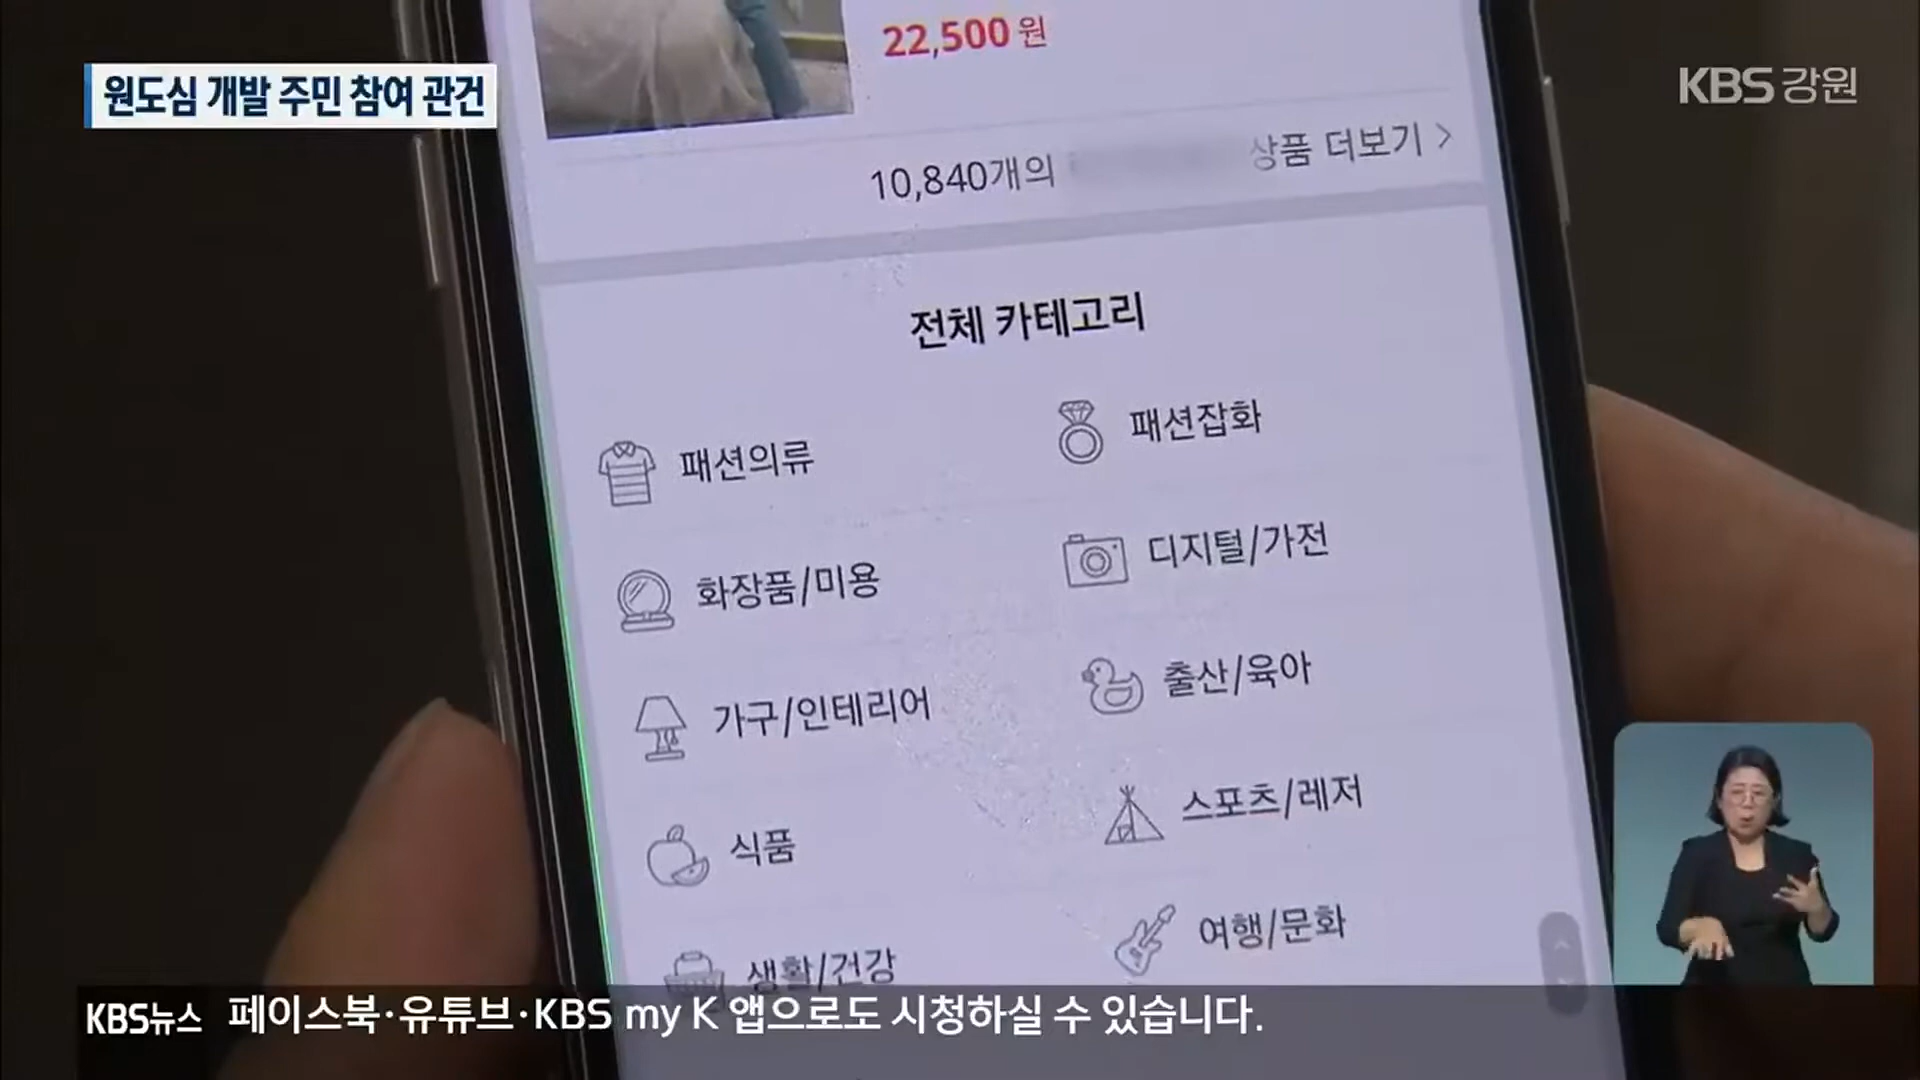 22,500원
원도심 개발 주민 참여 관건
KBS 강원
10,840개의
상품 더보기 >
전체 카테고리
패션의류
패션잡화
화장품/미용
디지털/가전
가구/인테리어
출산/육아
식품
스포츠/레저
생활/건강
여행/문화
KBS뉴스 페이스북·유튜브·KBS my K 앱으로도 시청하실 수 있습니다.